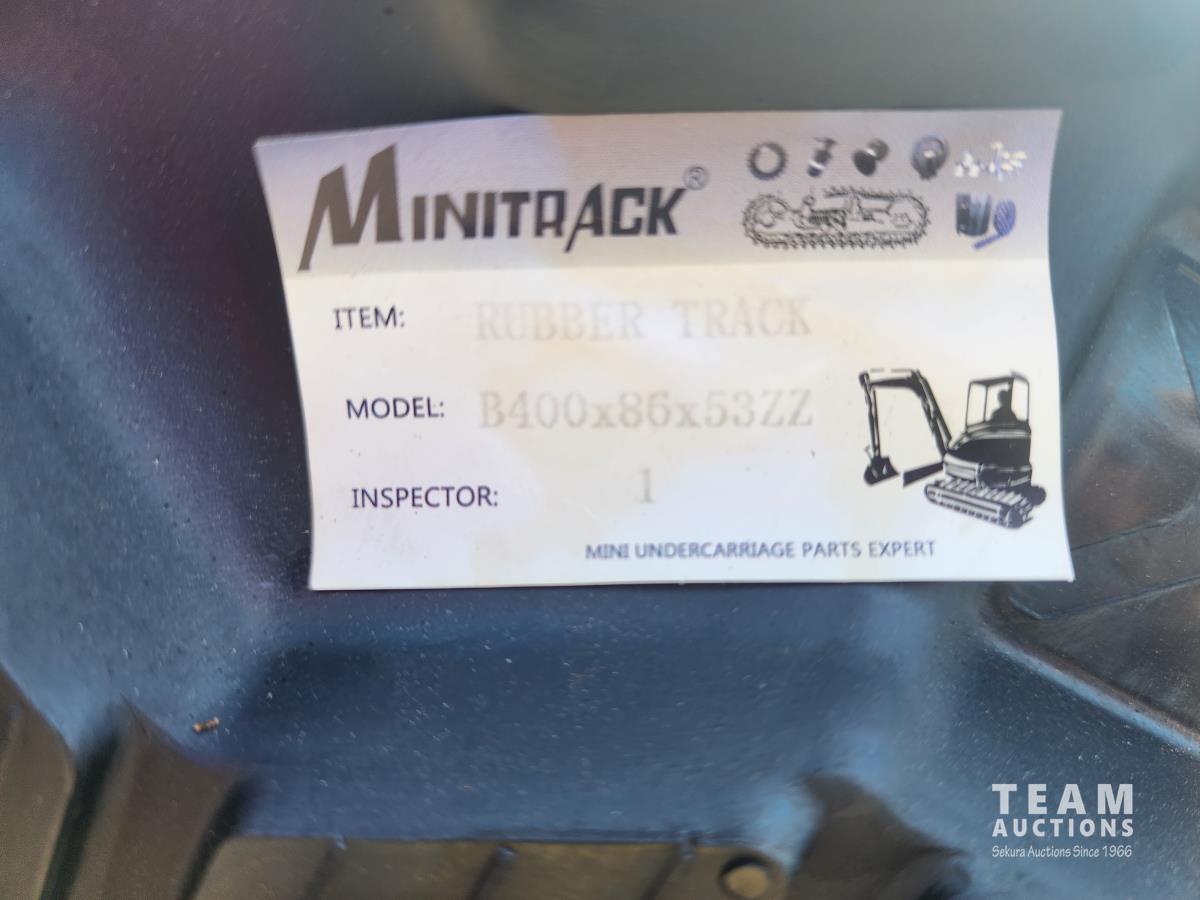 MINITRACK®
ITEM: RUBBER TRACK
MODEL: B400x86x53ZZ
INSPECTOR: 1
MINI UNDERCARRIAGE PARTS EXPERT
TEAM
AUCTIONS
Sekura Auctions Since 1966